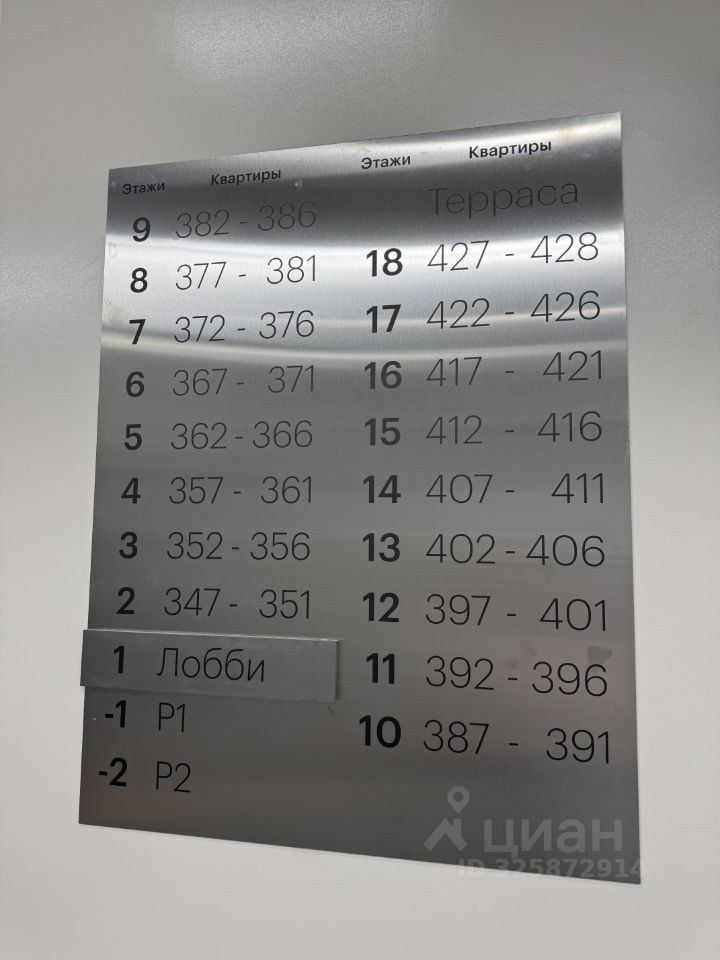 Этажи Квартиры
9 382 - 386
8 377 - 381
7 372 - 376
6 367 - 371
5 362 - 366
4 357 - 361
3 352 - 356
2 347 - 351
1 Лобби
-1 P1
-2 P2
Этажи Квартиры
Терраса
18 427 - 428
17 422 - 426
16 417 - 421
15 412 - 416
14 407 - 411
13 402 - 406
12 397 - 401
11 392 - 396
10 387 - 391
циан
ID 325872914